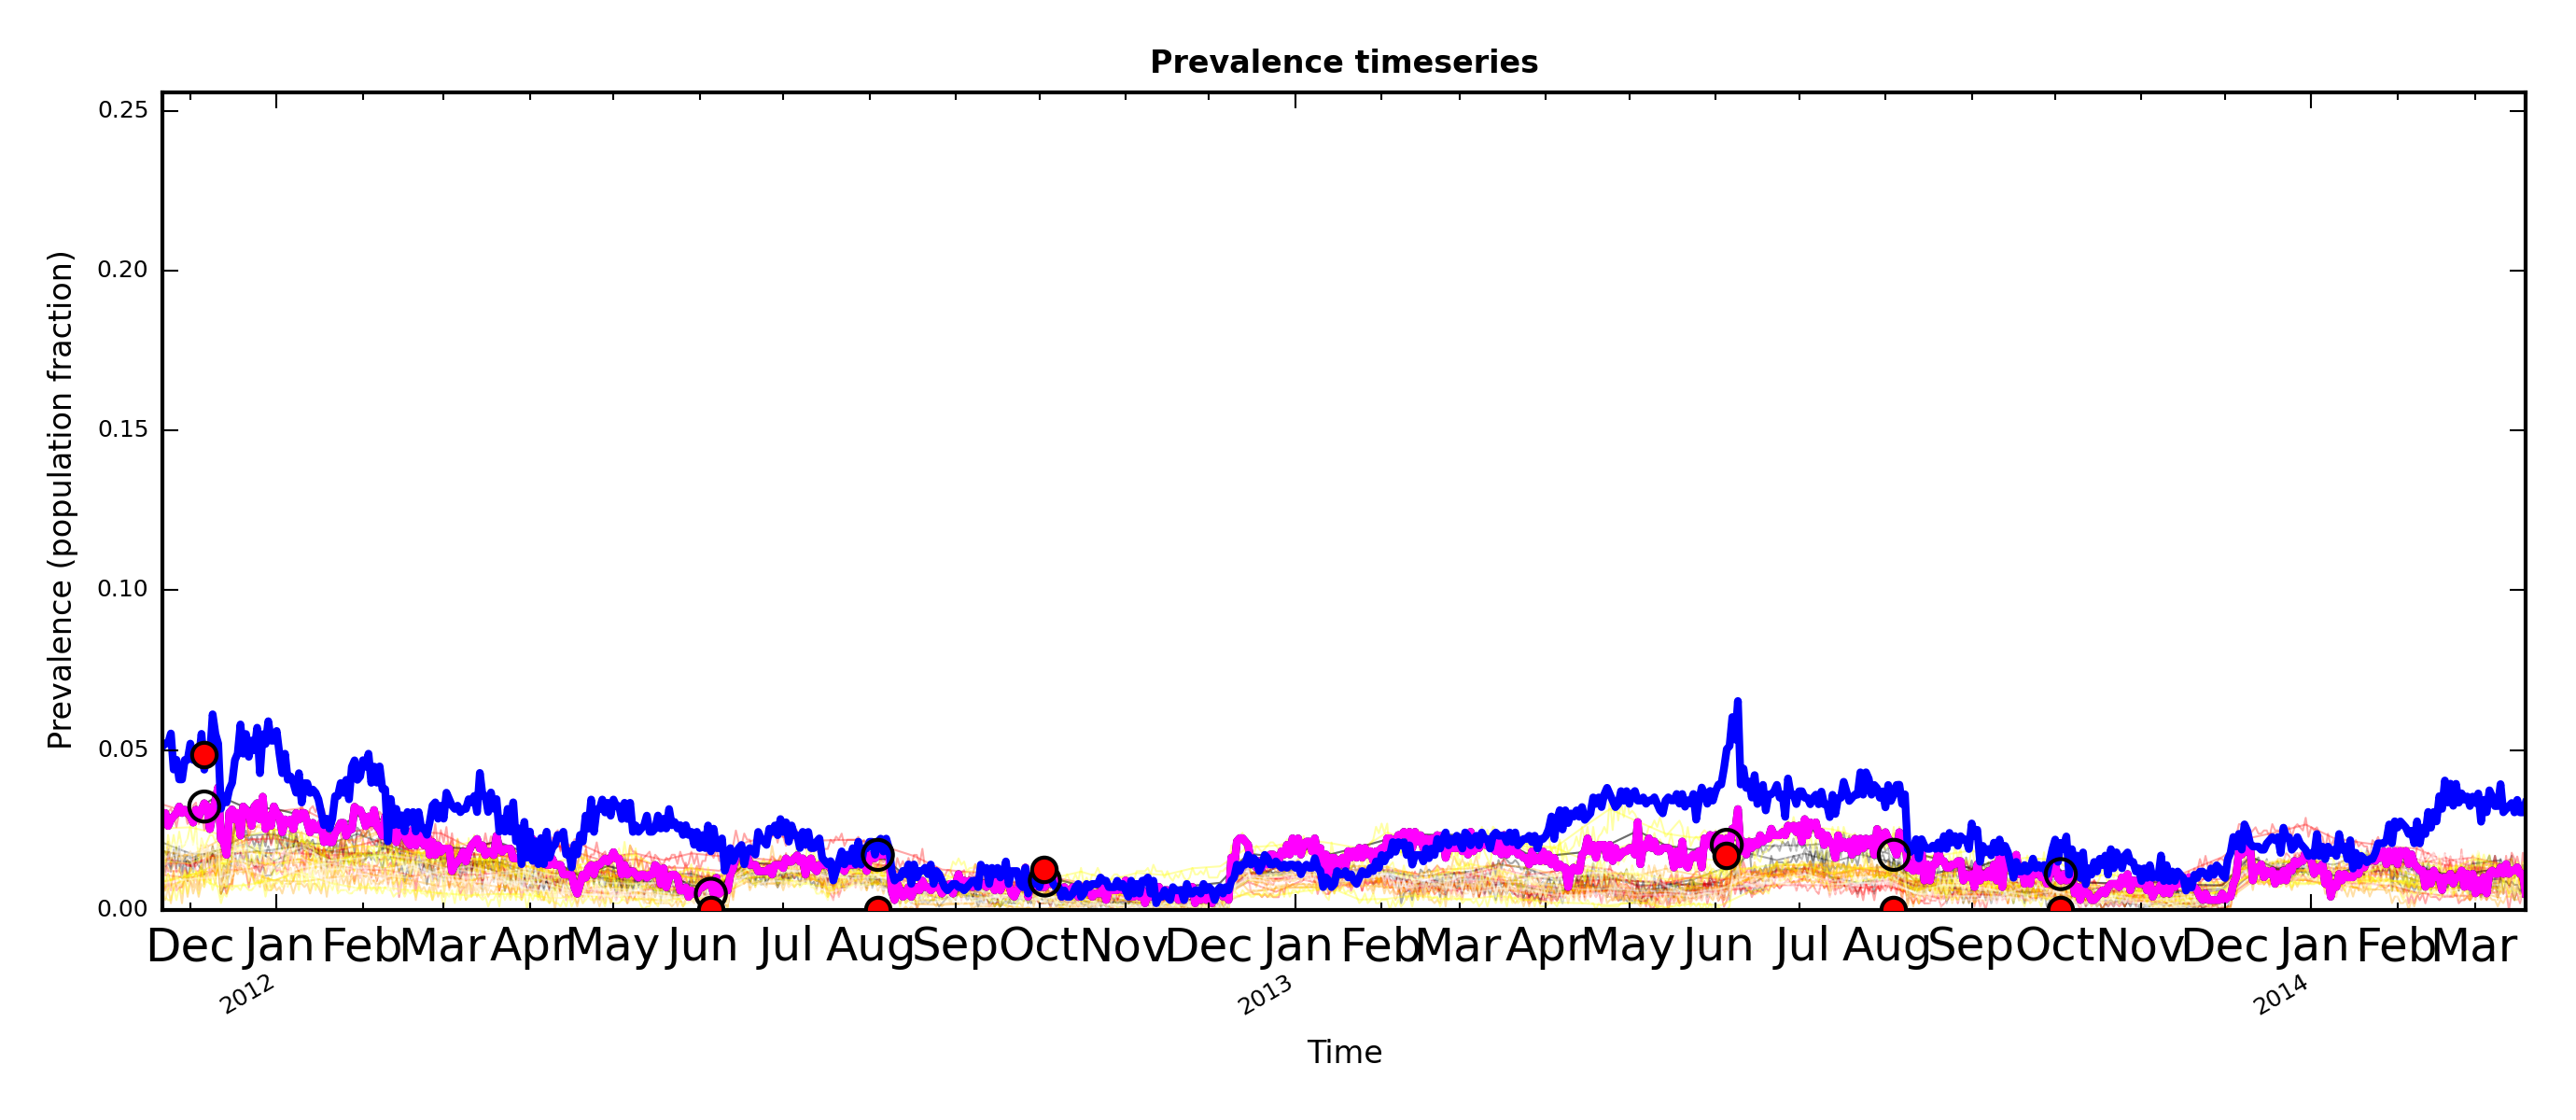 Prevalence timeseries
Prevalence (population fraction)
0.25
0.20
0.15
0.10
0.05
0.00
Dec Jan Feb Mar Apr May Jun Jul Aug Sep Oct Nov Dec Jan Feb Mar Apr May Jun Jul Aug Sep Oct Nov Dec Jan Feb Mar
2012 2013 2014
Time